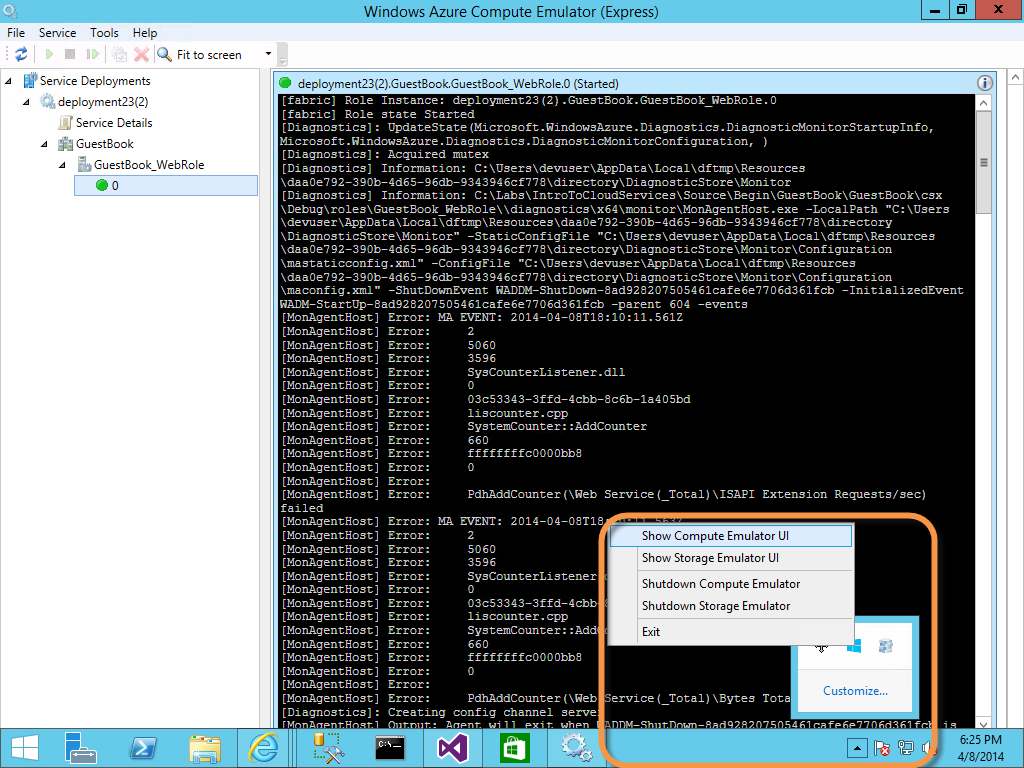 Windows Azure Compute Emulator (Express)
File Service Tools Help
Fit to screen
Service Deployments
deployment23(2)
Service Details
GuestBook
GuestBook_WebRole
0
deployment23(2).GuestBook.GuestBook_WebRole.0 (Started)
[fabric] Role Instance: deployment23(2).GuestBook.GuestBook_WebRole.0
[fabric] Role state Started
[Diagnostics]: UpdateState(Microsoft.WindowsAzure.Diagnostics.DiagnosticMonitorStartupInfo,
Microsoft.WindowsAzure.Diagnostics.DiagnosticMonitorConfiguration, )
[Diagnostics]: Acquired mutex
[Diagnostics] Information: C:\Users\devuser\AppData\Local\dftmp\Resources
\daa0e792-390b-4d65-96db-9343946cf778\directory\DiagnosticStore\Monitor
[Diagnostics] Information: C:\Labs\IntroToCloudServices\Source\Begin\GuestBook\GuestBook\csx
\Debug\roles\GuestBook_WebRole\\diagnostics\x64\monitor\MonAgentHost.exe -LocalPath "C:\Users
\devuser\AppData\Local\dftmp\Resources\daa0e792-390b-4d65-96db-9343946cf778\directory
\DiagnosticStore\Monitor" -StaticConfigFile "C:\Users\devuser\AppData\Local\dftmp\Resources
\daa0e792-390b-4d65-96db-9343946cf778\directory\DiagnosticStore\Monitor\Configuration
\mastaticconfig.xml" -ConfigFile "C:\Users\devuser\AppData\Local\dftmp\Resources
\daa0e792-390b-4d65-96db-9343946cf778\directory\DiagnosticStore\Monitor\Configuration
\maconfig.xml" -ShutDownEvent WADDM-ShutDown-8ad928207505461cafe6e7706d361fcb -InitializedEvent
WADM-StartUp-8ad928207505461cafe6e7706d361fcb -parent 604 -events
[MonAgentHost] Error: MA EVENT: 2014-04-08T18:10:11.561Z
[MonAgentHost] Error: 2
[MonAgentHost] Error: 5060
[MonAgentHost] Error: 3596
[MonAgentHost] Error: SysCounterListener.dll
[MonAgentHost] Error: 0
[MonAgentHost] Error: 03c53343-3ffd-4cbb-8c6b-1a405bd
[MonAgentHost] Error: liscounter.cpp
[MonAgentHost] Error: SystemCounter::AddCounter
[MonAgentHost] Error: 660
[MonAgentHost] Error: ffffffffc0000bb8
[MonAgentHost] Error: 0
[MonAgentHost] Error:
[MonAgentHost] Error: PdhAddCounter(\Web Service(_Total)\ISAPI Extension Requests/sec)
failed
[MonAgentHost] Error: MA EVENT: 2014-04-08T18:10:11.563Z
[MonAgentHost] Error: 2
[MonAgentHost] Error: 5060
[MonAgentHost] Error: 3596
[MonAgentHost] Error: SysCounterListener
[MonAgentHost] Error: 0
[MonAgentHost] Error: 03c53343-3ffd-4cbb-
[MonAgentHost] Error: liscounter.cpp
[MonAgentHost] Error: SystemCounter::AddC
[MonAgentHost] Error: 660
[MonAgentHost] Error: ffffffffc0000bb8
[MonAgentHost] Error: 0
[MonAgentHost] Error:
[MonAgentHost] Error: PdhAddCounter(\Web Service(_Total)\Bytes Tota
[Diagnostics]: Creating config channel server
[MonAgentHost] Output: Agent will exit when WADDM-ShutDown-8ad928207505461cafe6e7706d361fcb is
Show Compute Emulator UI
Show Storage Emulator UI
Shutdown Compute Emulator
Shutdown Storage Emulator
Exit
Customize...
6:25 PM
4/8/2014